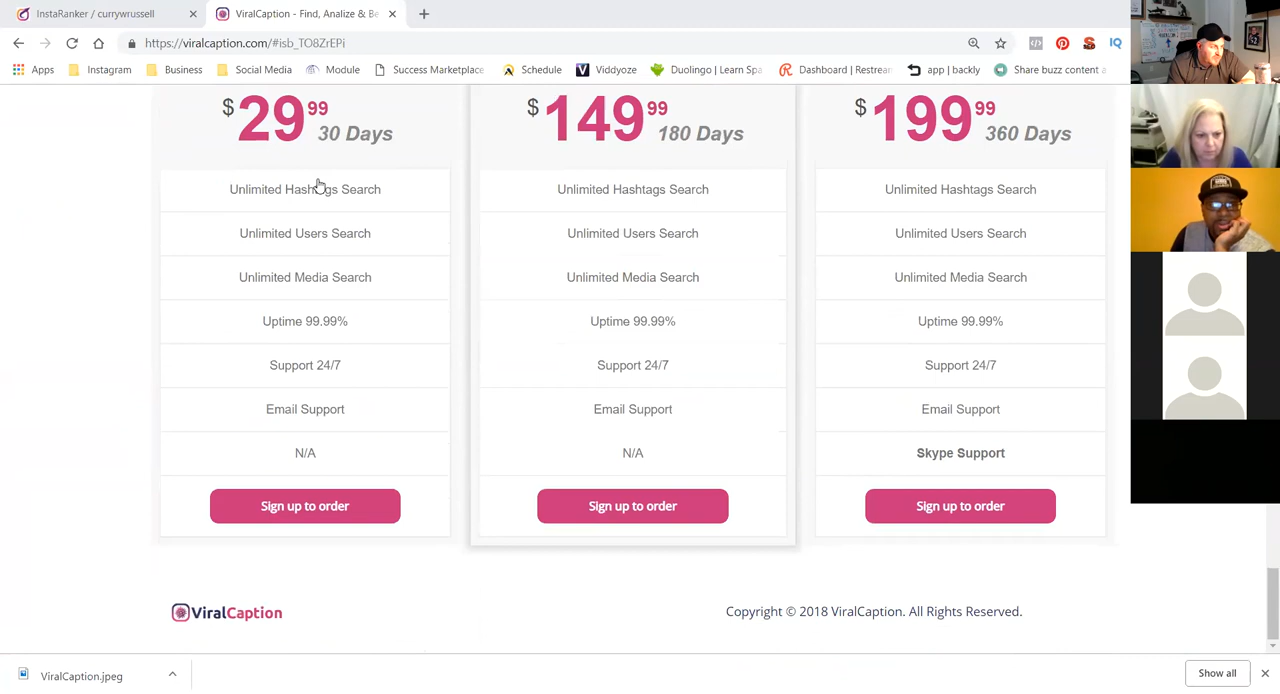 InstaRanker / currywrussell
ViralCaption - Find, Analize & Be
https://viralcaption.com/#isb_TO8ZrEPi
Apps
Instagram
Business
Social Media
Module
Success Marketplace
Schedule
Viddyoze
Duolingo | Learn Spa
Dashboard | Restrea
app | backly
Share buzz content a
IQ
$29 99 30 Days
$149 99 180 Days
$199 99 360 Days
Unlimited Hashtags Search Unlimited Hashtags Search Unlimited Hashtags Search
Unlimited Users Search Unlimited Users Search Unlimited Users Search
Unlimited Media Search Unlimited Media Search Unlimited Media Search
Uptime 99.99% Uptime 99.99% Uptime 99.99%
Support 24/7 Support 24/7 Support 24/7
Email Support Email Support Email Support
N/A N/A Skype Support
Sign up to order Sign up to order Sign up to order
ViralCaption
Copyright © 2018 ViralCaption. All Rights Reserved.
ViralCaption.jpeg
Show all